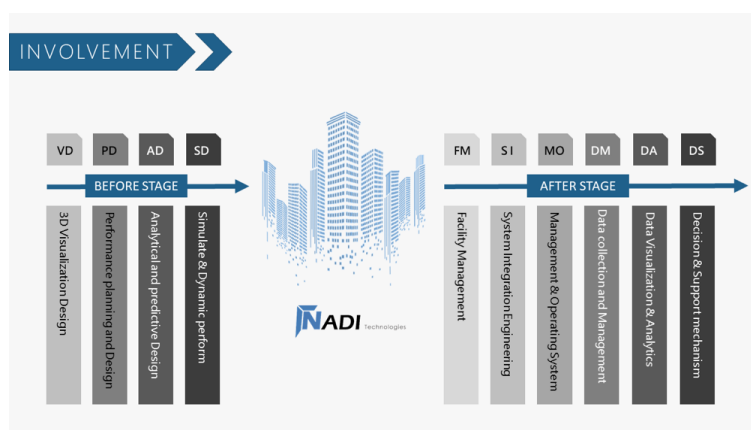 INVOLVEMENT
VD
PD
AD
SD
BEFORE STAGE
3D Visualization Design
Performance planning and Design
Analytical and predictive Design
Simulate & Dynamic perform
NADI Technologies
FM
SI
MO
DM
DA
DS
AFTER STAGE
Facility Management
System Integration Engineering
Management & Operating System
Data collection and Management
Data Visualization & Analytics
Decision & Support mechanism